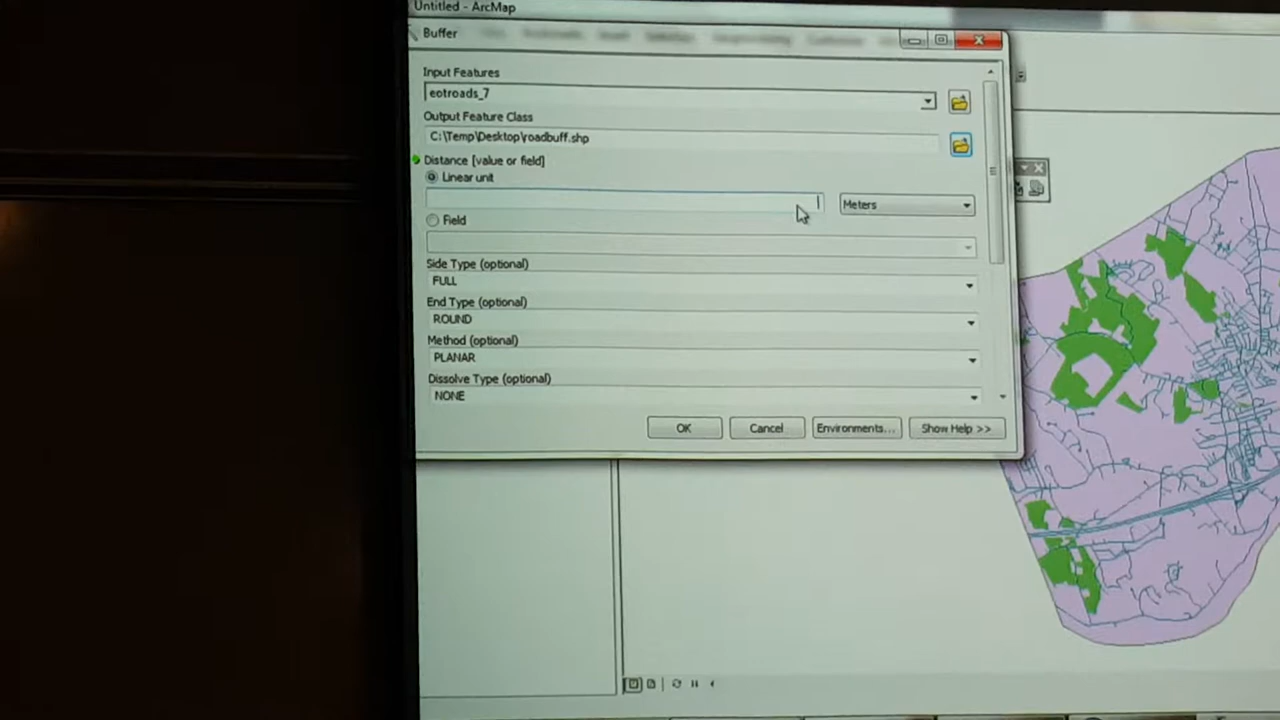 Untitled - ArcMap
Buffer
Input Features
eotroads_7
Output Feature Class
C:\Temp\Desktop\roadbuff.shp
Distance [value or field]
Linear unit
Meters
Field
Side Type (optional)
FULL
End Type (optional)
ROUND
Method (optional)
PLANAR
Dissolve Type (optional)
NONE
OK
Cancel
Environments...
Show Help >>